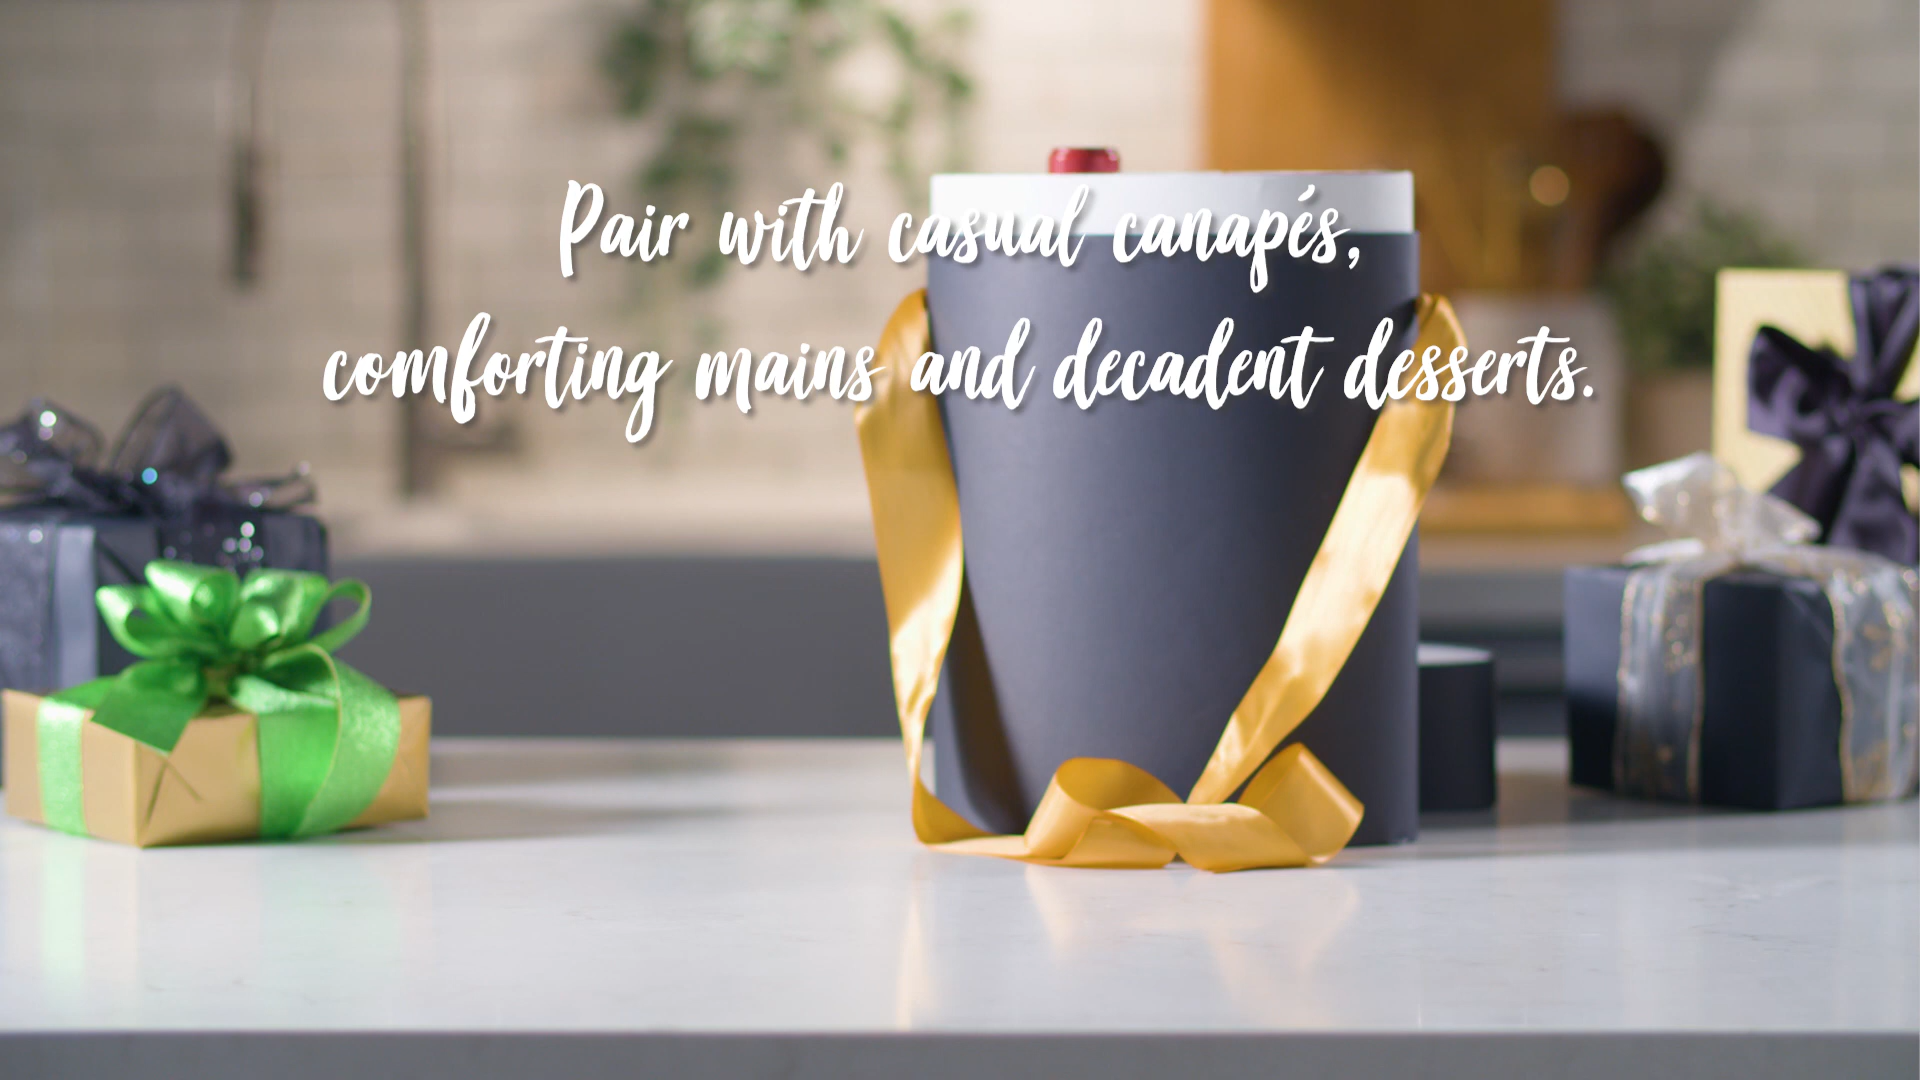 Pair with casual canapés,
comforting mains and decadent desserts.